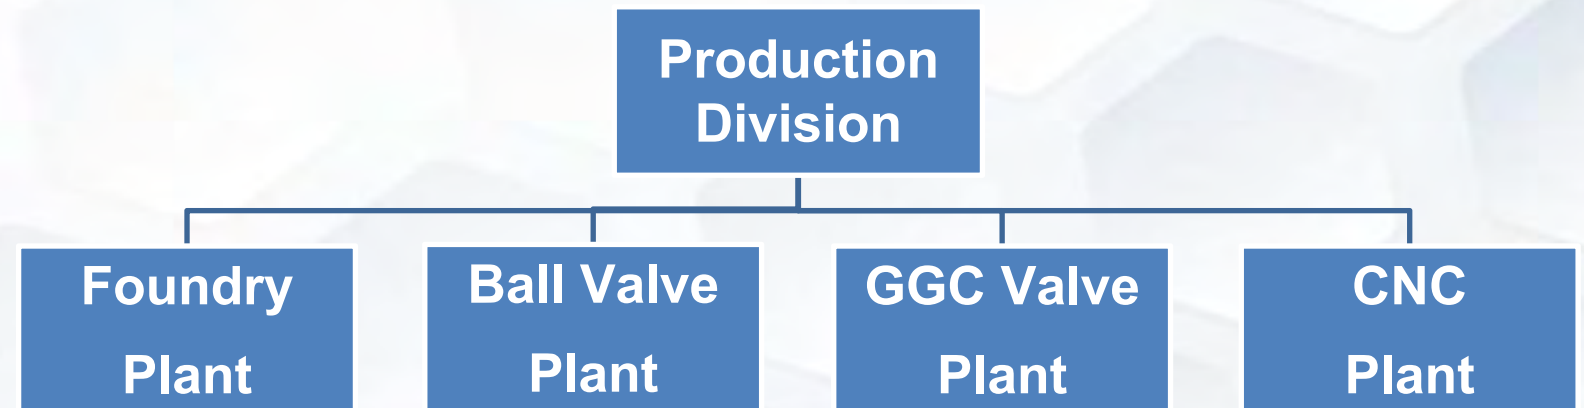 Production
Division
Foundry
Plant
Ball Valve
Plant
GGC Valve
Plant
CNC
Plant